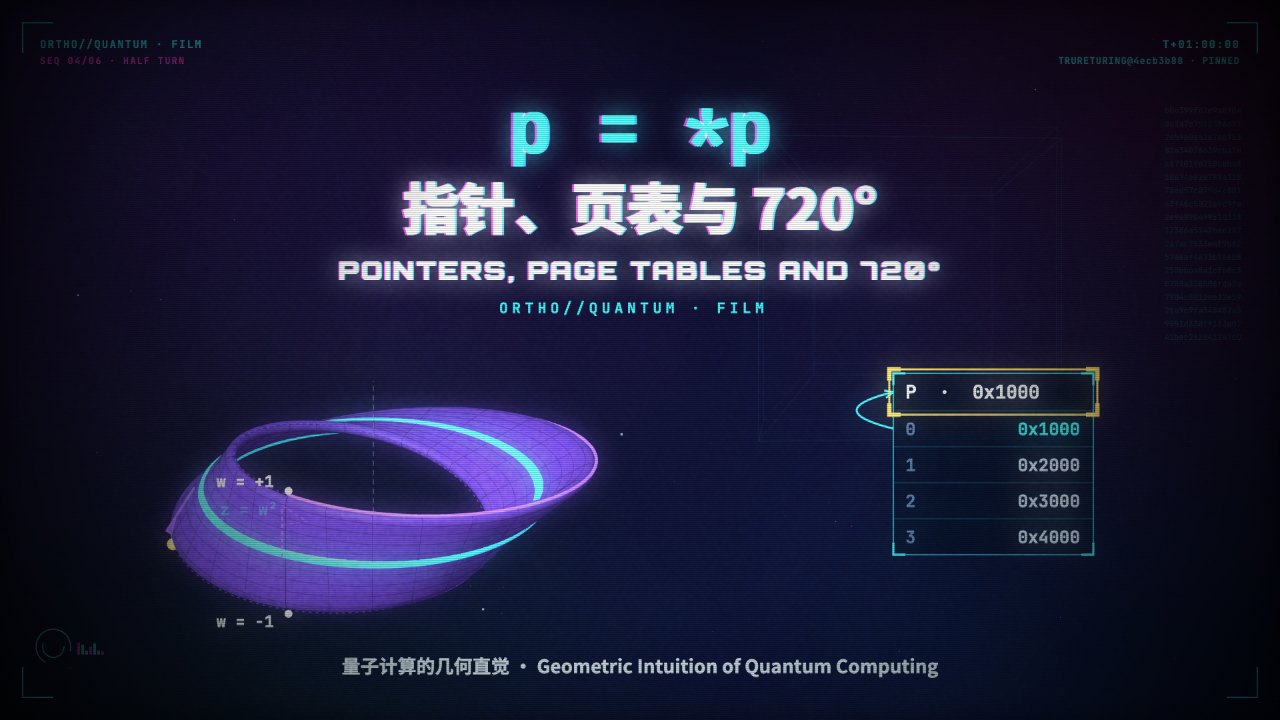 ORTHO//QUANTUM · FILM
SEQ 04/06 · HALF TURN
T+01:00:00
TRURETURING@4ecb3b88 · PINNED
p = *p
指针、页表与 720°
POINTERS, PAGE TABLES AND 720°
ORTHO//QUANTUM · FILM
P · 0x1000
0 0x1000
1 0x2000
2 0x3000
3 0x4000
w = +1
z = w²
w = -1
量子计算的几何直觉 · Geometric Intuition of Quantum Computing